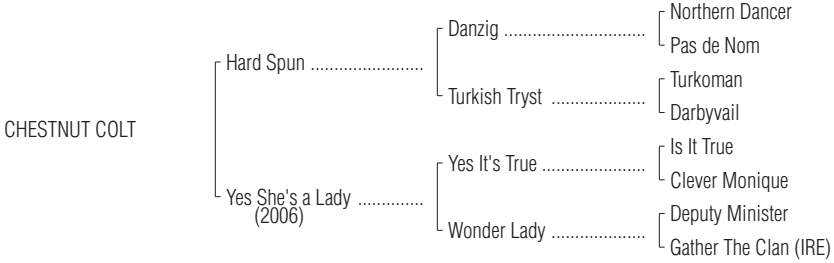 Northern Dancer
Danzig ..............................
Pas de Nom
Hard Spun ........................
Turkoman
Turkish Tryst ....................
Darbyvail
CHESTNUT COLT
Is It True
Yes It's True ......................
Clever Monique
Yes She's a Lady ..............
(2006)
Deputy Minister
Wonder Lady ....................
Gather The Clan (IRE)